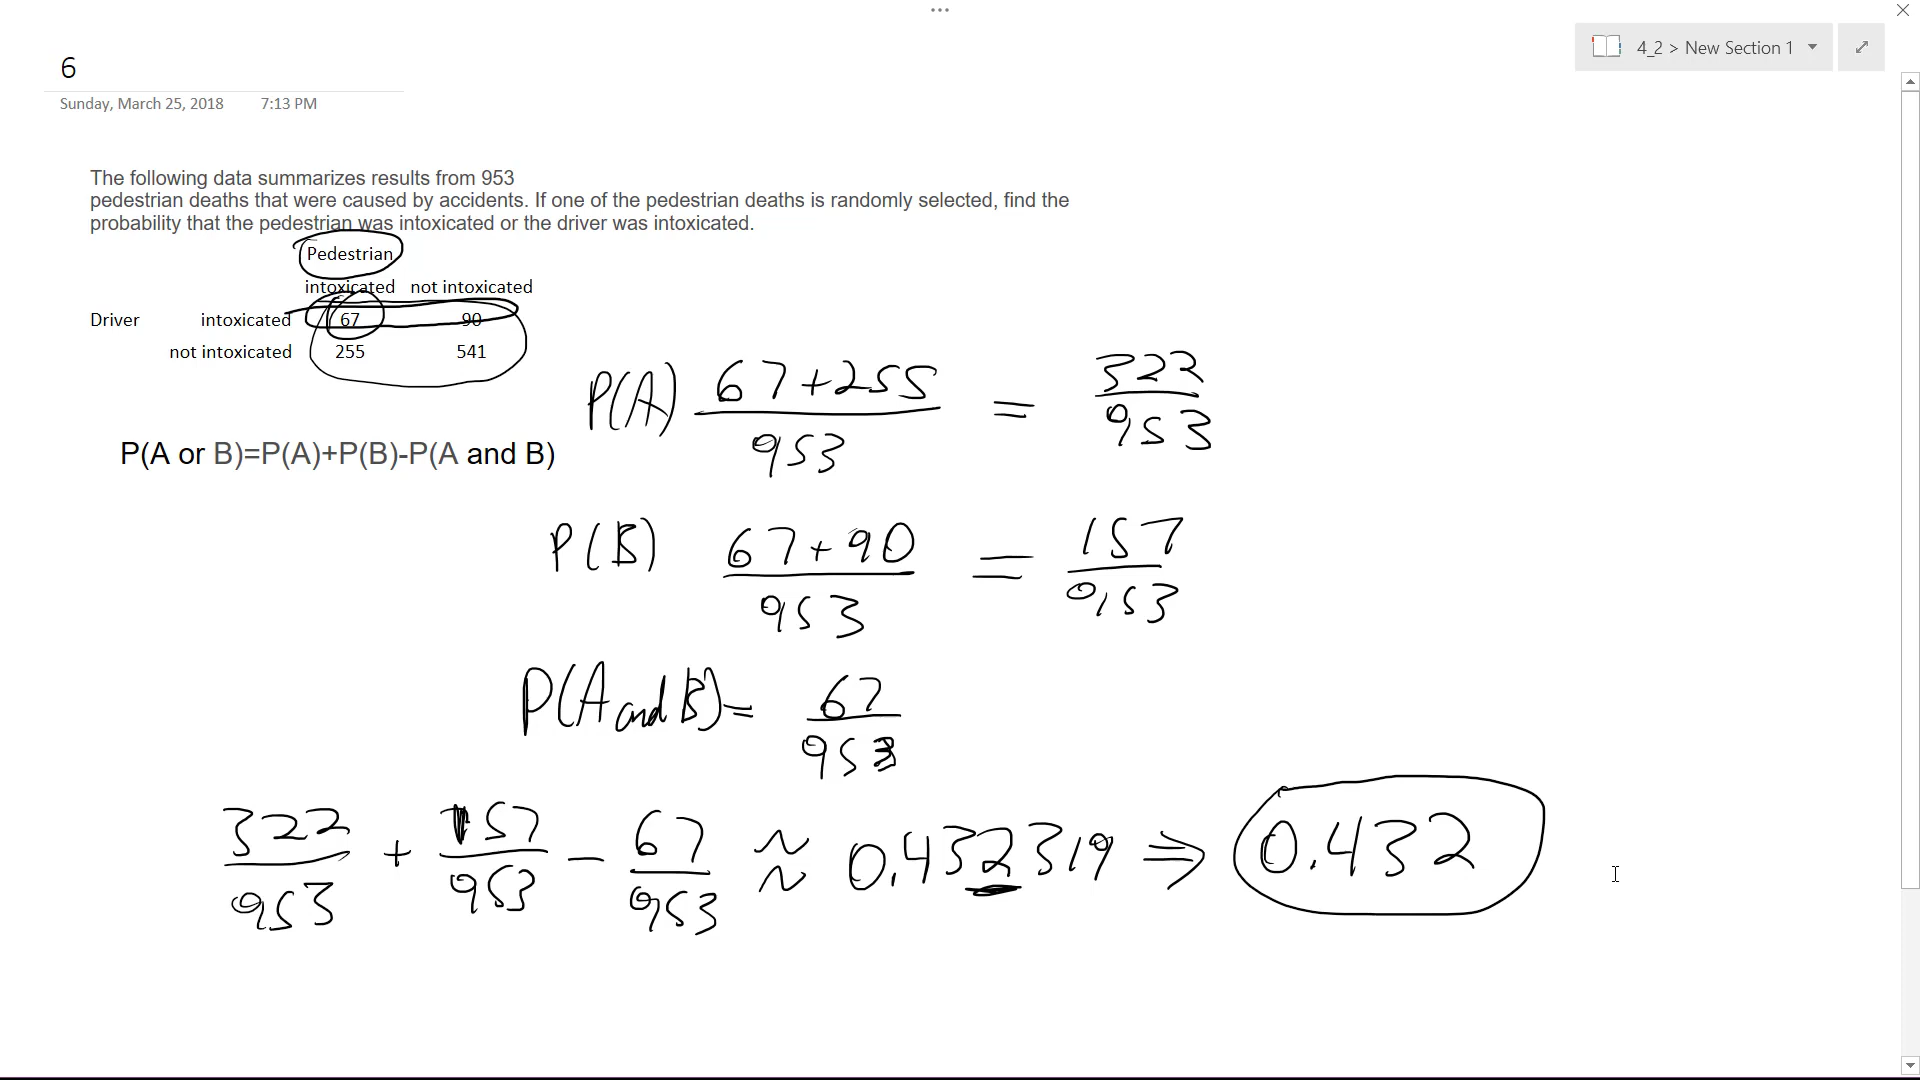 4_2 > New Section 1
6
Sunday, March 25, 2018 7:13 PM
The following data summarizes results from 953
pedestrian deaths that were caused by accidents. If one of the pedestrian deaths is randomly selected, find the
probability that the pedestrian was intoxicated or the driver was intoxicated.
Pedestrian
intoxicated not intoxicated
Driver intoxicated 67 90
not intoxicated 255 541
P(A) 67+255 / 953 = 322 / 953
P(A or B)=P(A)+P(B)-P(A and B)
P(B) 67+90 / 953 = 157 / 953
P(A and B)= 67 / 953
322 / 953 + 157 / 953 − 67 / 953 ≈ 0.432319 ⇒ 0.432